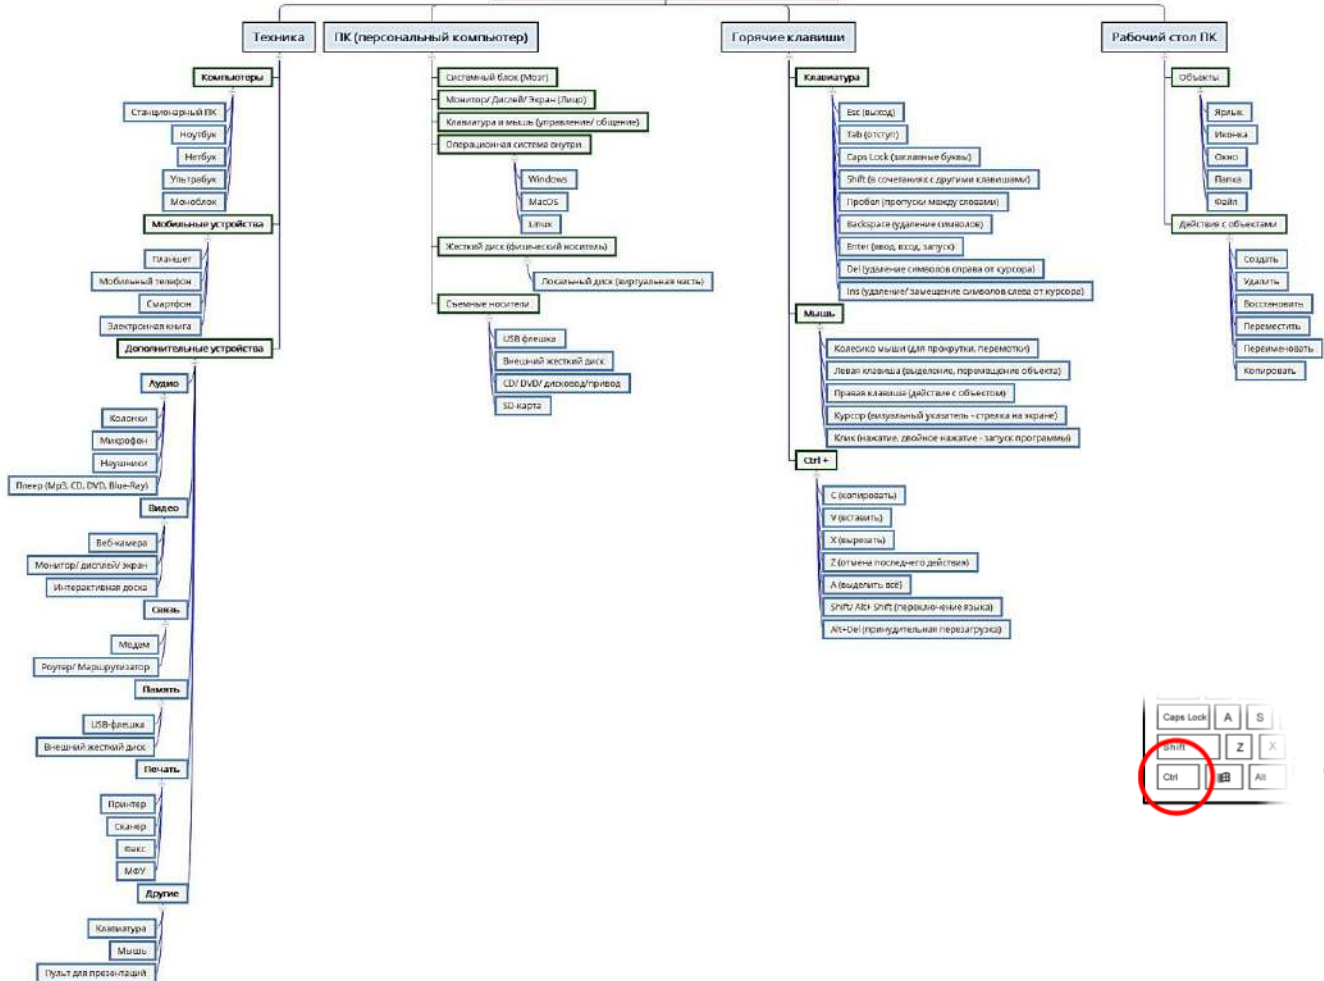 Техника
Компьютеры
Станционарный ПК
Ноутбук
Нетбук
Ультрабук
Моноблок
Мобильные устройства
Планшет
Мобильный телефон
Смартфон
Электронная книга
Дополнительные устройства
Аудио
Колонки
Микрофон
Наушники
Плеер (Mp3, CD, DVD, Blue-Ray)
Видео
Веб-камера
Монитор/ дисплей/ экран
Интерактивная доска
Связь
Модем
Роутер/ Маршрутизатор
Память
USB-флешка
Внешний жесткий диск
Печать
Принтер
Сканер
Факс
МФУ
Другие
Клавиатура
Мышь
Пульт для презентаций
ПК (персональный компьютер)
Системный блок (Мозг)
Монитор/ Дислей/ Экран (Лицо)
Клавиатура и мышь (управление/ общение)
Операционная система внутри
Windows
MacOS
Linux
Жесткий диск (физический носитель)
Локальный диск (виртуальная часть)
Съемные носители
USB флешка
Внешний жесткий диск
CD/ DVD/ дисковод/привод
SD-карта
Горячие клавиши
Клавиатура
Esc (выход)
Tab (отступ)
Caps Lock (заглавные буквы)
Shift (в сочетаниях с другими клавишами)
Пробел (пропуски между словами)
Backspace (удаление символов)
Enter (ввод, вход, запуск)
Del (удаление символов справа от курсора)
Ins (удаление/ замещение символов слева от курсора)
Мышь
Колесико мыши (для прокрутки, перемотки)
Левая клавиша (выделение, перемещение объекта)
Правая клавиша (действие с объектом)
Курсор (визуальный указатель - стрелка на экране)
Клик (нажатие, двойное нажатие - запуск программы)
Ctrl +
C (копировать)
V (вставить)
X (вырезать)
Z (отмена последнего действия)
A (выделить всё)
Shift/ Alt+ Shift (переключение языка)
Alt+Del (принудительная перезагрузка)
Рабочий стол ПК
Объекты
Ярлык
Иконка
Окно
Папка
Файл
Действия с объектами
Создать
Удалить
Восстановить
Переместить
Переименовать
Копировать
Caps Lock A S
Shift Z X
Ctrl Alt